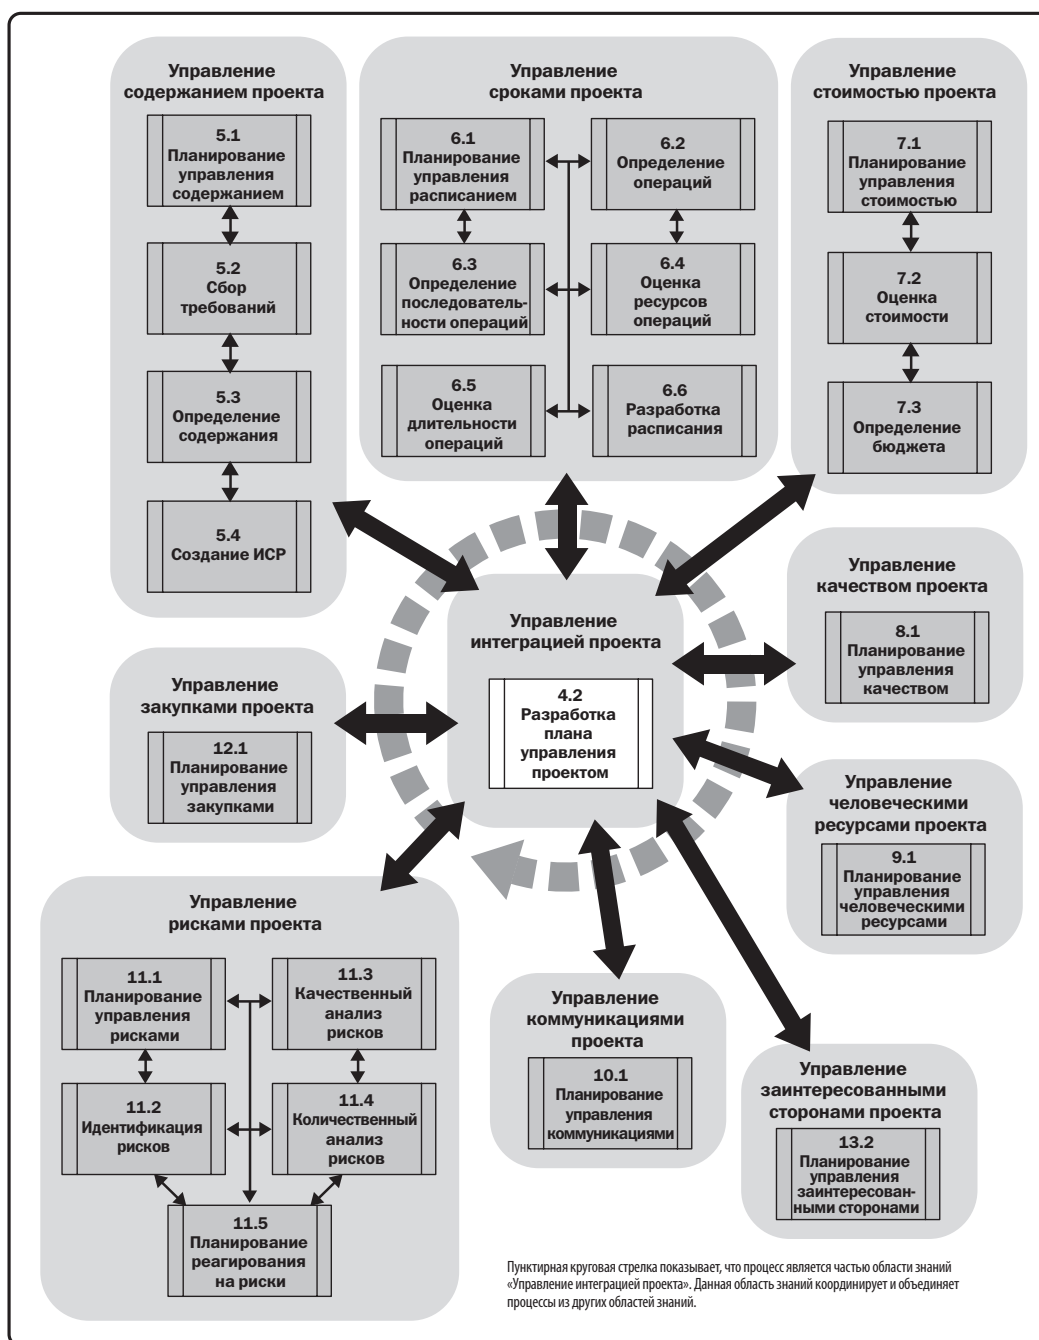 Управление
содержанием проекта
5.1
Планирование
управления
содержанием
5.2
Сбор
требований
5.3
Определение
содержания
5.4
Создание ИСР
Управление
сроками проекта
6.1
Планирование
управления
расписанием
6.2
Определение
операций
6.3
Определение
последователь-
ности операций
6.4
Оценка
ресурсов
операций
6.5
Оценка
длительности
операций
6.6
Разработка
расписания
Управление
стоимостью проекта
7.1
Планирование
управления
стоимостью
7.2
Оценка
стоимости
7.3
Определение
бюджета
Управление
интеграцией проекта
4.2
Разработка
плана
управления
проектом
Управление
качеством проекта
8.1
Планирование
управления
качеством
Управление
закупками проекта
12.1
Планирование
управления
закупками
Управление
человеческими
ресурсами проекта
9.1
Планирование
управления
человеческими
ресурсами
Управление
рисками проекта
11.1
Планирование
управления
рисками
11.3
Качественный
анализ
рисков
11.2
Идентификация
рисков
11.4
Количественный
анализ
рисков
11.5
Планирование
реагирования
на риски
Управление
коммуникациями
проекта
10.1
Планирование
управления
коммуникациями
Управление
заинтересованными
сторонами проекта
13.2
Планирование
управления
заинтересован-
ными сторонами
Пунктирная круговая стрелка показывает, что процесс является частью области знаний
«Управление интеграцией проекта». Данная область знаний координирует и объединяет
процессы из других областей знаний.